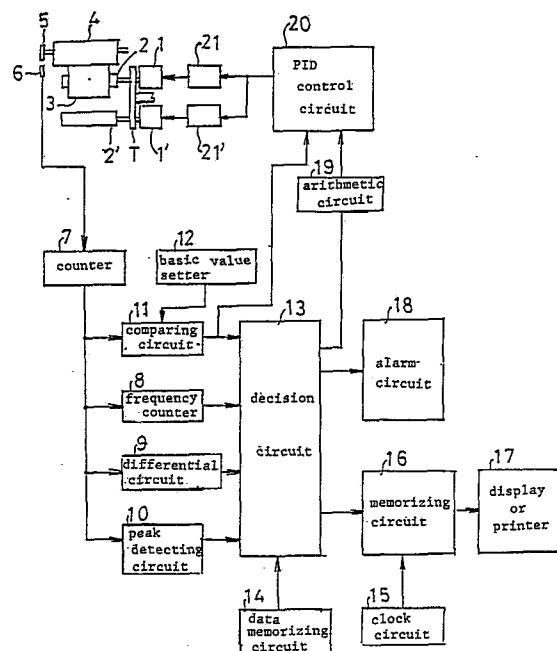 5
4
2
1
21
20
6
PID
control
circuit
3
2'
T
1'
21'
19
arithmetic
circuit
7
counter
12
basic value
setter
11
comparing
circuit
13
decision
circuit
18
alarm-
circuit
8
frequency
counter
9
differential
circuit
16
memorizing
circuit
17
display
or
printer
10
peak
detecting
circuit
14
data
memorizing
circuit
15
clock
circuit